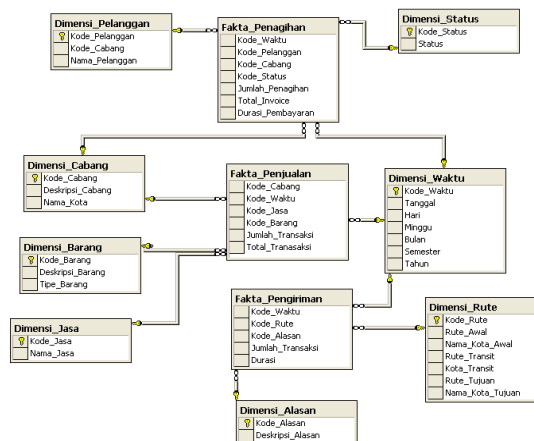 Dimensi_Pelanggan
Kode_Pelanggan
Kode_Cabang
Nama_Pelanggan
Fakta_Penagihan
Kode_Waktu
Kode_Pelanggan
Kode_Cabang
Kode_Status
Jumlah_Penagihan
Total_Invoice
Durasi_Pembayaran
Dimensi_Status
Kode_Status
Status
Dimensi_Cabang
Kode_Cabang
Deskripsi_Cabang
Nama_Kota
Fakta_Penjualan
Kode_Cabang
Kode_Waktu
Kode_Jasa
Kode_Barang
Jumlah_Transaksi
Total_Tranasaksi
Dimensi_Waktu
Kode_Waktu
Tanggal
Hari
Minggu
Bulan
Semester
Tahun
Dimensi_Barang
Kode_Barang
Deskripsi_Barang
Tipe_Barang
Dimensi_Jasa
Kode_Jasa
Nama_Jasa
Fakta_Pengiriman
Kode_Waktu
Kode_Rute
Kode_Alasan
Jumlah_Transaksi
Durasi
Dimensi_Rute
Kode_Rute
Rute_Awal
Nama_Kota_Awal
Rute_Transit
Kota_Transit
Rute_Tujuan
Nama_Kota_Tujuan
Dimensi_Alasan
Kode_Alasan
Deskripsi_Alasan